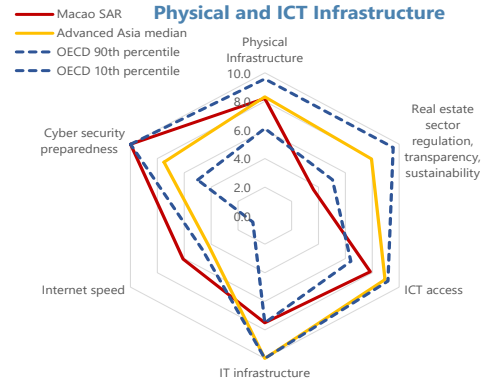 Physical and ICT Infrastructure
Macao SAR
Advanced Asia median
OECD 90th percentile
OECD 10th percentile
Physical
Infrastructure
10.0
8.0
6.0
4.0
2.0
0.0
Real estate
sector
regulation,
transparency,
sustainability
ICT access
IT infrastructure
Internet speed
Cyber security
preparedness